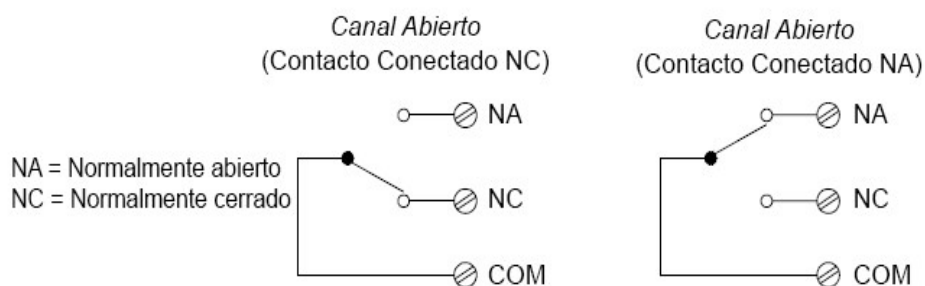 Canal Abierto
(Contacto Conectado NC)
NA
NC
COM
NA = Normalmente abierto
NC = Normalmente cerrado
Canal Abierto
(Contacto Conectado NA)
NA
NC
COM